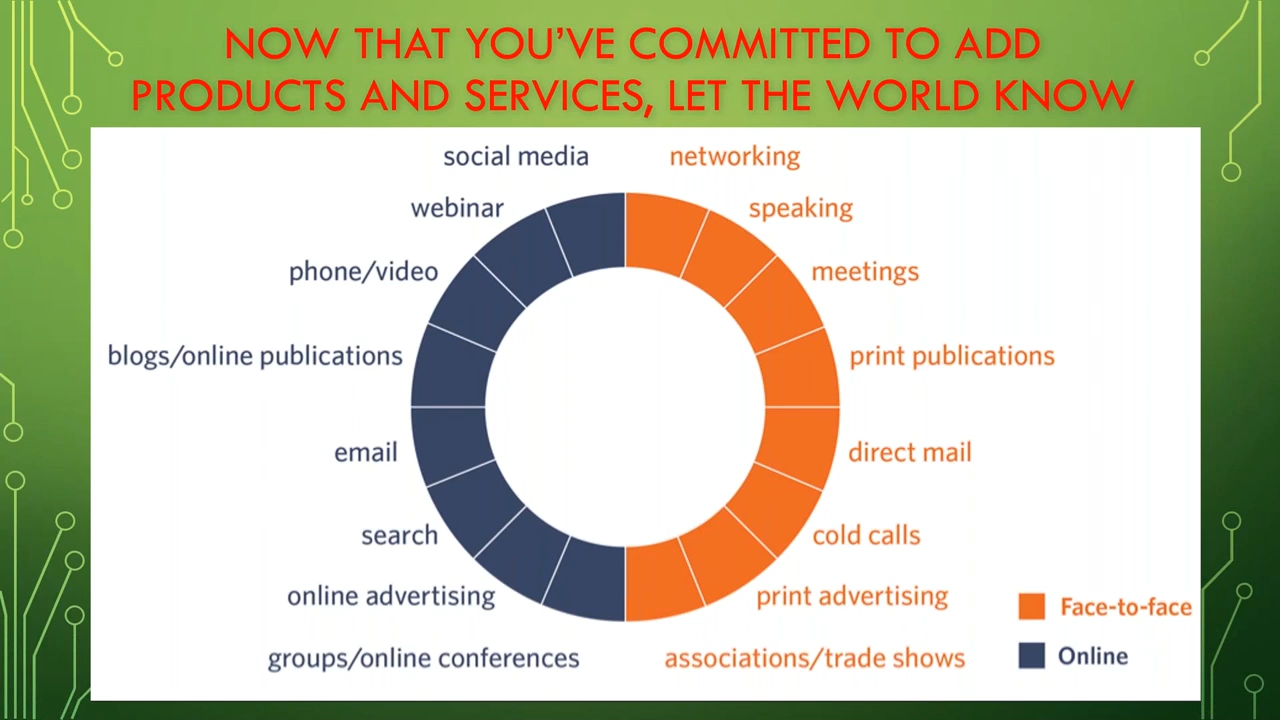 NOW THAT YOU’VE COMMITTED TO ADD
PRODUCTS AND SERVICES, LET THE WORLD KNOW
social media
networking
webinar
speaking
phone/video
meetings
blogs/online publications
print publications
email
direct mail
search
cold calls
online advertising
print advertising
groups/online conferences
associations/trade shows
Face-to-face
Online